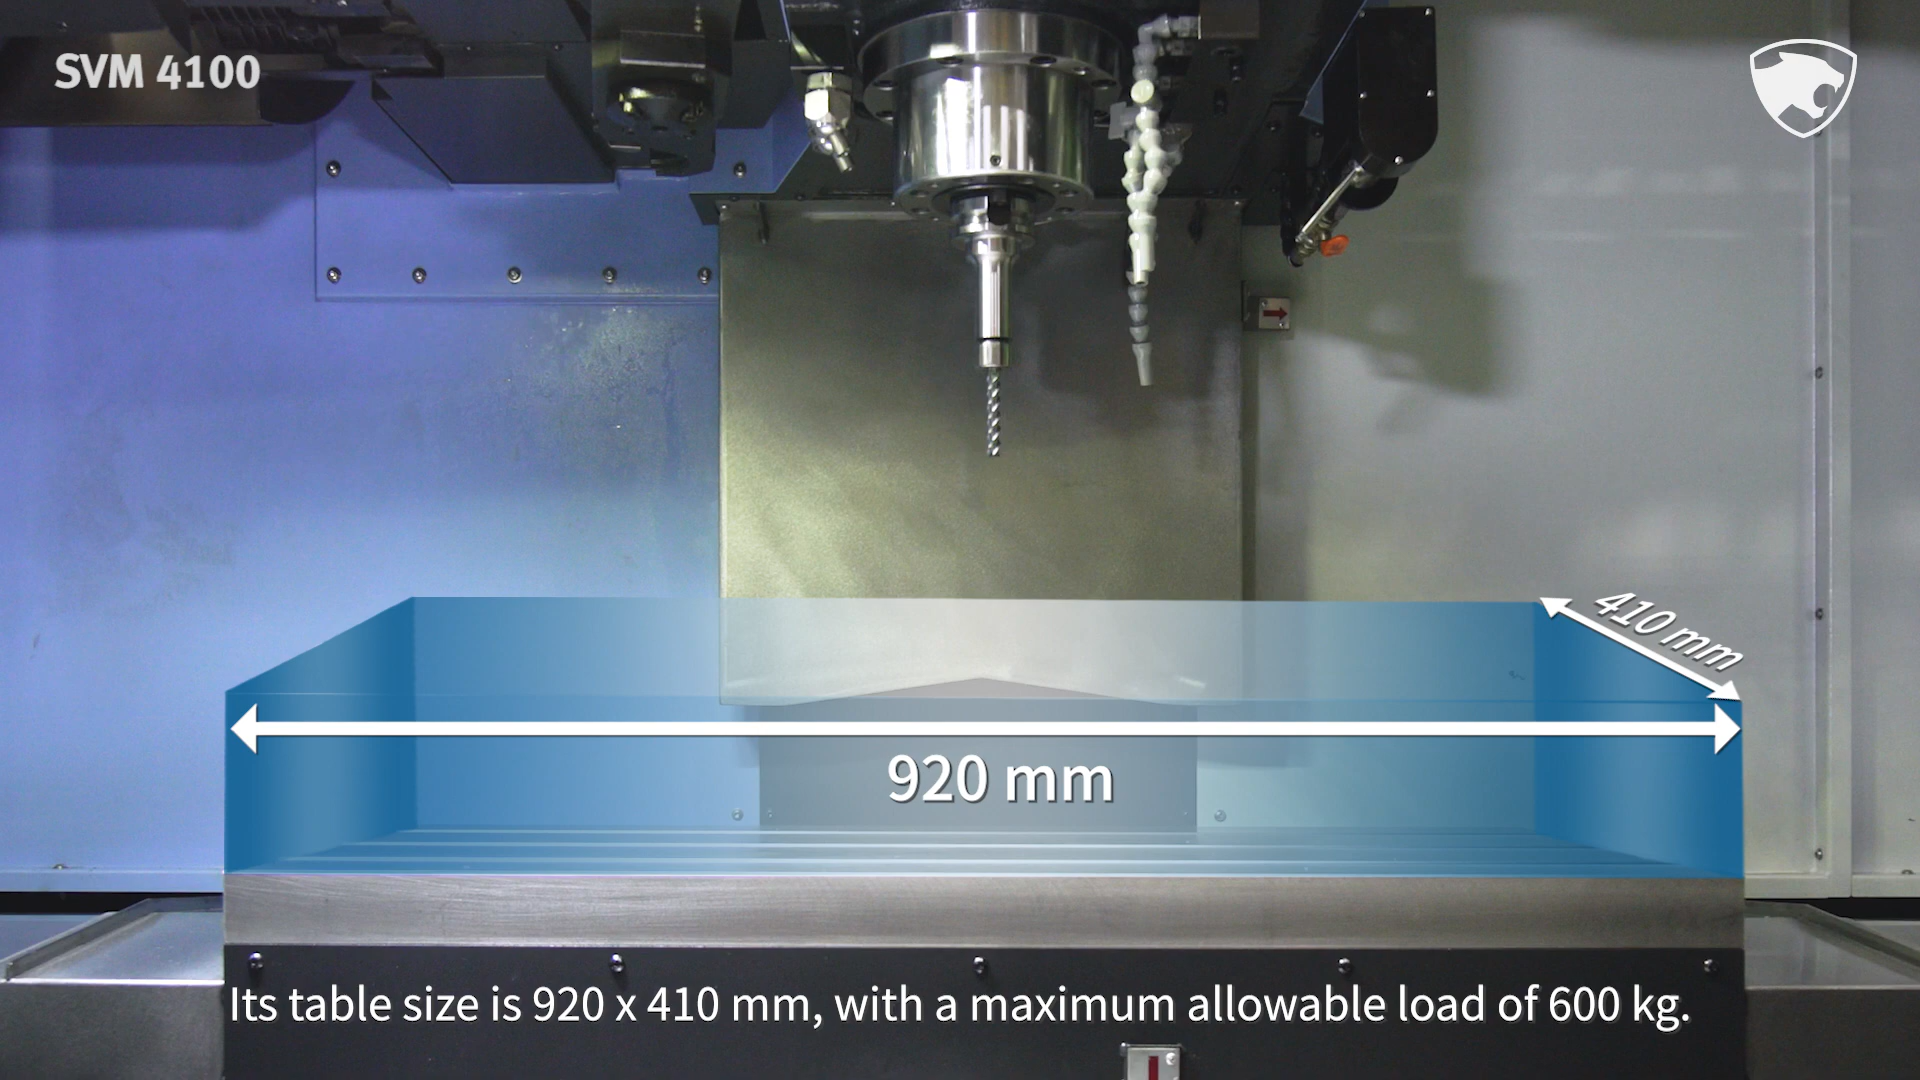 SVM 4100
410 mm
920 mm
Its table size is 920 x 410 mm, with a maximum allowable load of 600 kg.